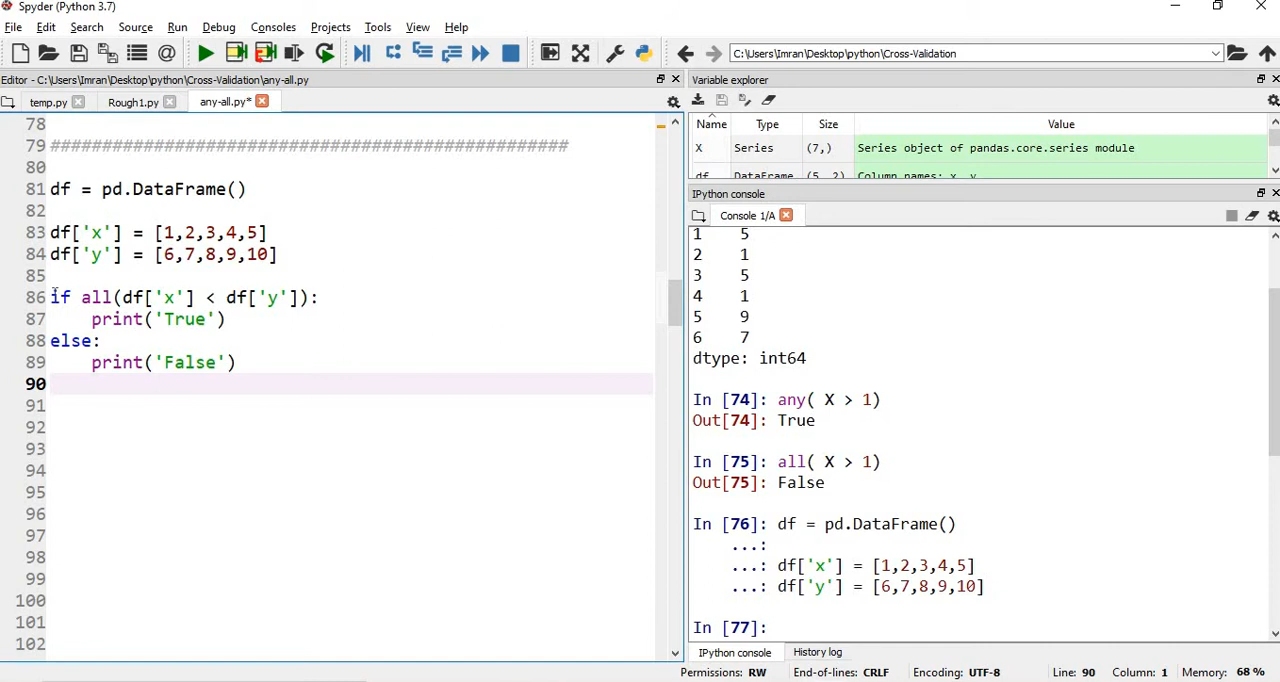 Spyder (Python 3.7)
File Edit Search Source Run Debug Consoles Projects Tools View Help
C:\Users\Imran\Desktop\python\Cross-Validation
Editor - C:\Users\Imran\Desktop\python\Cross-Validation\any-all.py
temp.py Rough1.py any-all.py*
78
79 ##################################################
80
81 df = pd.DataFrame()
82
83 df['x'] = [1,2,3,4,5]
84 df['y'] = [6,7,8,9,10]
85
86 if all(df['x'] < df['y']):
87     print('True')
88 else:
89     print('False')
90
91
92
93
94
95
96
97
98
99
100
101
102
Variable explorer
Name Type Size Value
X Series (7,) Series object of pandas.core.series module
df DataFrame (5, 2) Column names: x, y
IPython console
Console 1/A
1    5
2    1
3    5
4    1
5    9
6    7
dtype: int64
In [74]: any( X > 1)
Out[74]: True
In [75]: all( X > 1)
Out[75]: False
In [76]: df = pd.DataFrame()
...:
...: df['x'] = [1,2,3,4,5]
...: df['y'] = [6,7,8,9,10]
In [77]:
IPython console History log
Permissions: RW End-of-lines: CRLF Encoding: UTF-8 Line: 90 Column: 1 Memory: 68 %